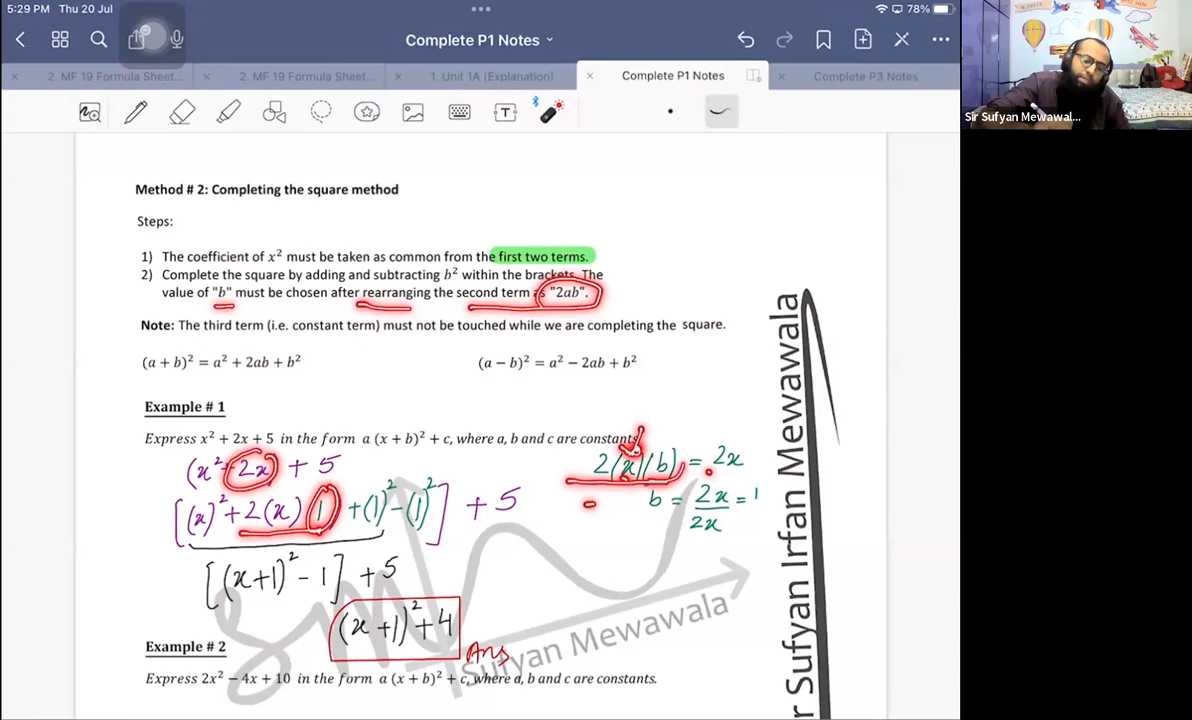 5:29 PM Thu 20 Jul
78%
Complete P1 Notes
2. MF 19 Formula Sheet...
2. MF 19 Formula Sheet...
1. Unit 1A (Explanation)
Complete P1 Notes
Complete P3 Notes
Sir Sufyan Mewawal...
Method # 2: Completing the square method
Steps:
1) The coefficient of x² must be taken as common from the first two terms.
2) Complete the square by adding and subtracting b² within the brackets. The
value of "b" must be chosen after rearranging the second term as "2ab".
Note: The third term (i.e. constant term) must not be touched while we are completing the square.
(a + b)² = a² + 2ab + b²
(a − b)² = a² − 2ab + b²
Example # 1
Express x² + 2x + 5 in the form a (x + b)² + c, where a, b and c are constants
(x²+2x) + 5
2(x)(b) = 2x
[(x)²+2(x) 1 +(1)²-(1)²] + 5
b = 2x/2x = 1
[(x+1)² - 1] + 5
(x+1)²+4
Ans
Example # 2
Express 2x² − 4x + 10 in the form a (x + b)² + c, where a, b and c are constants.
sm
Sufyan Mewawala
r Sufyan Irfan Mewawala